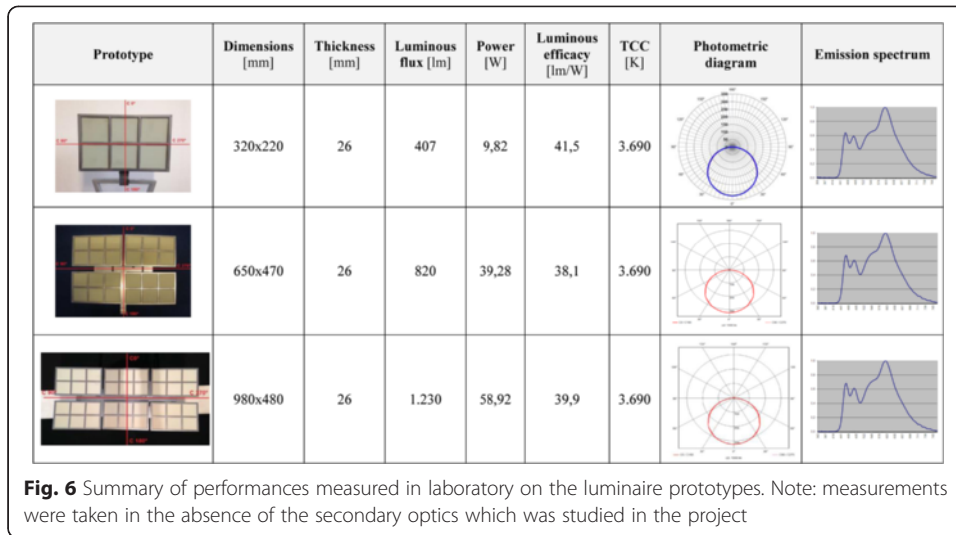 Prototype
Dimensions [mm]
Thickness [mm]
Luminous flux [lm]
Power [W]
Luminous efficacy [lm/W]
TCC [K]
Photometric diagram
Emission spectrum
320x220
26
407
9,82
41,5
3.690
650x470
26
820
39,28
38,1
3.690
980x480
26
1.230
58,92
39,9
3.690
Fig. 6 Summary of performances measured in laboratory on the luminaire prototypes. Note: measurements
were taken in the absence of the secondary optics which was studied in the project